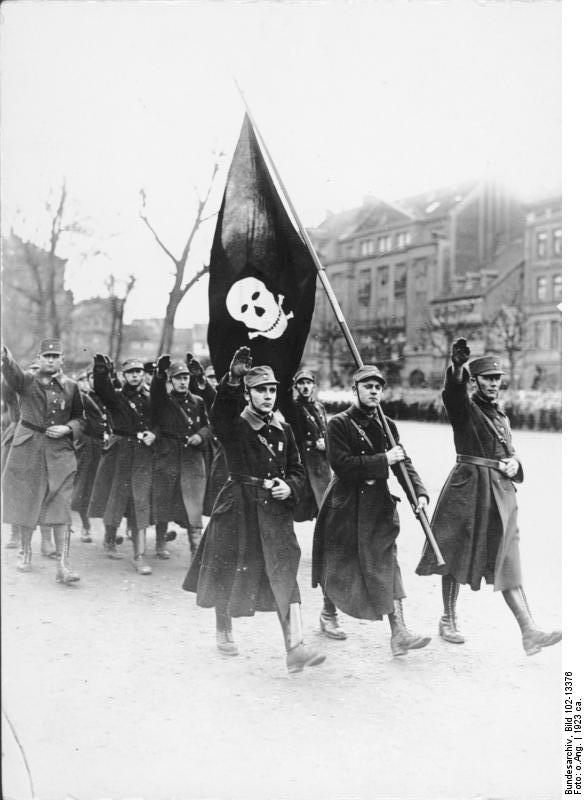 Bundesarchiv, Bild 102-13376
Foto: o.Ang. | 1923 ca.